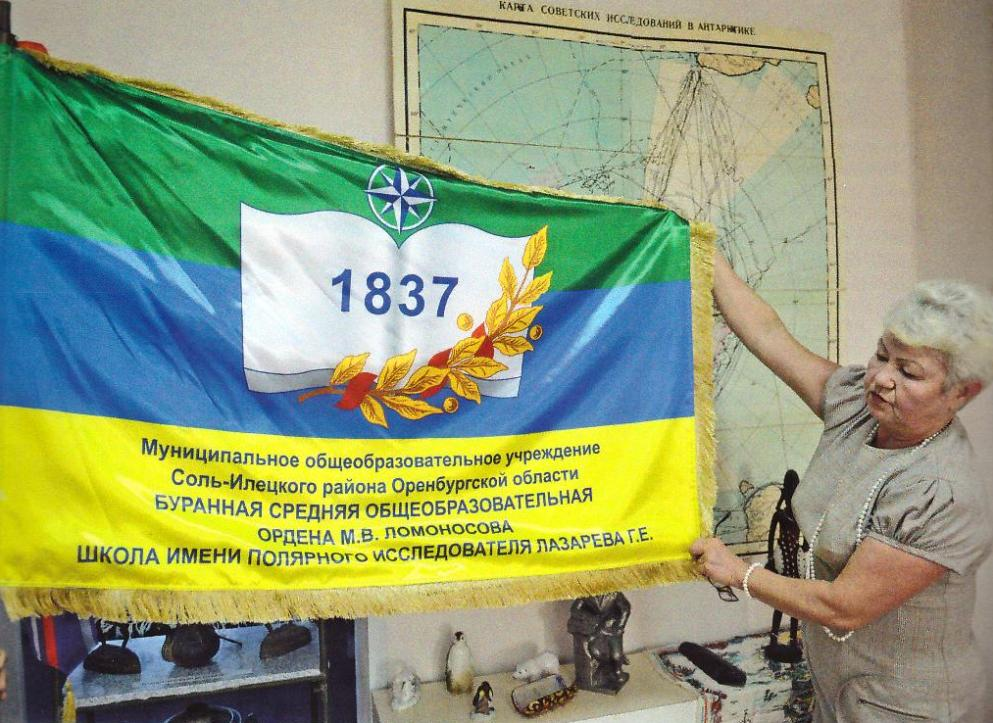 КАРТА СОВЕТСКИХ ИССЛЕДОВАНИЙ В АНТАРКТИКЕ
1837
Муниципальное общеобразовательное учреждение
Соль-Илецкого района Оренбургской области
БУРАННАЯ СРЕДНЯЯ ОБЩЕОБРАЗОВАТЕЛЬНАЯ
ОРДЕНА М.В. ЛОМОНОСОВА
ШКОЛА ИМЕНИ ПОЛЯРНОГО ИССЛЕДОВАТЕЛЯ ЛАЗАРЕВА Г.Е.